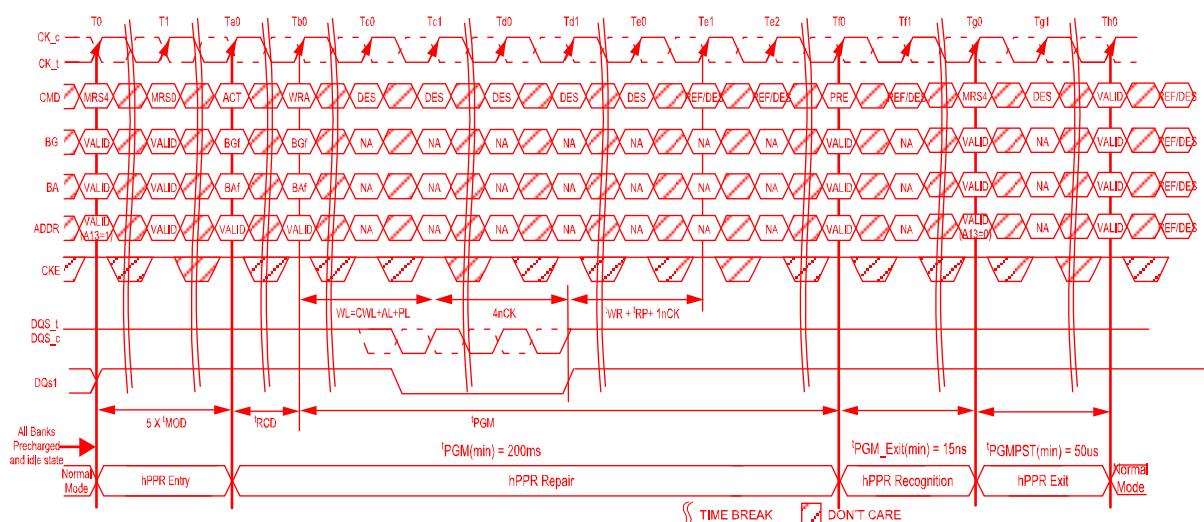 T0 T1 Ta0 Tb0 Tc0 Tc1 Td0 Td1 Te0 Te1 Te2 Tf0 Tf1 Tg0 Tg1 Th0
CK_c
CK_t
CMD MRS4 MRS0 ACT WRA DES DES DES DES DES REF/DES REF/DES PRE REF/DES MRS4 DES VALID REF/DES
BG VALID VALID BGf BGf NA NA NA NA NA NA NA VALID NA VALID NA VALID REF/DES
BA VALID VALID BAf BAf NA NA NA NA NA NA NA VALID NA VALID NA VALID REF/DES
ADDR VALID (A13=1) VALID VALID VALID NA NA NA NA NA NA NA VALID NA VALID (A13=0) NA VALID REF/DES
CKE
WL=CWL+AL+PL 4nCK tWR + tRP+ 1nCK
DQS_t
DQS_c
DQs1
5 X tMOD tRCD tPGM
All Banks
Precharged
and idle state
tPGM(min) = 200ms tPGM_Exit(min) = 15ns tPGMPST(min) = 50us
Normal Mode hPPR Entry hPPR Repair hPPR Recognition hPPR Exit Normal Mode
TIME BREAK DON'T CARE